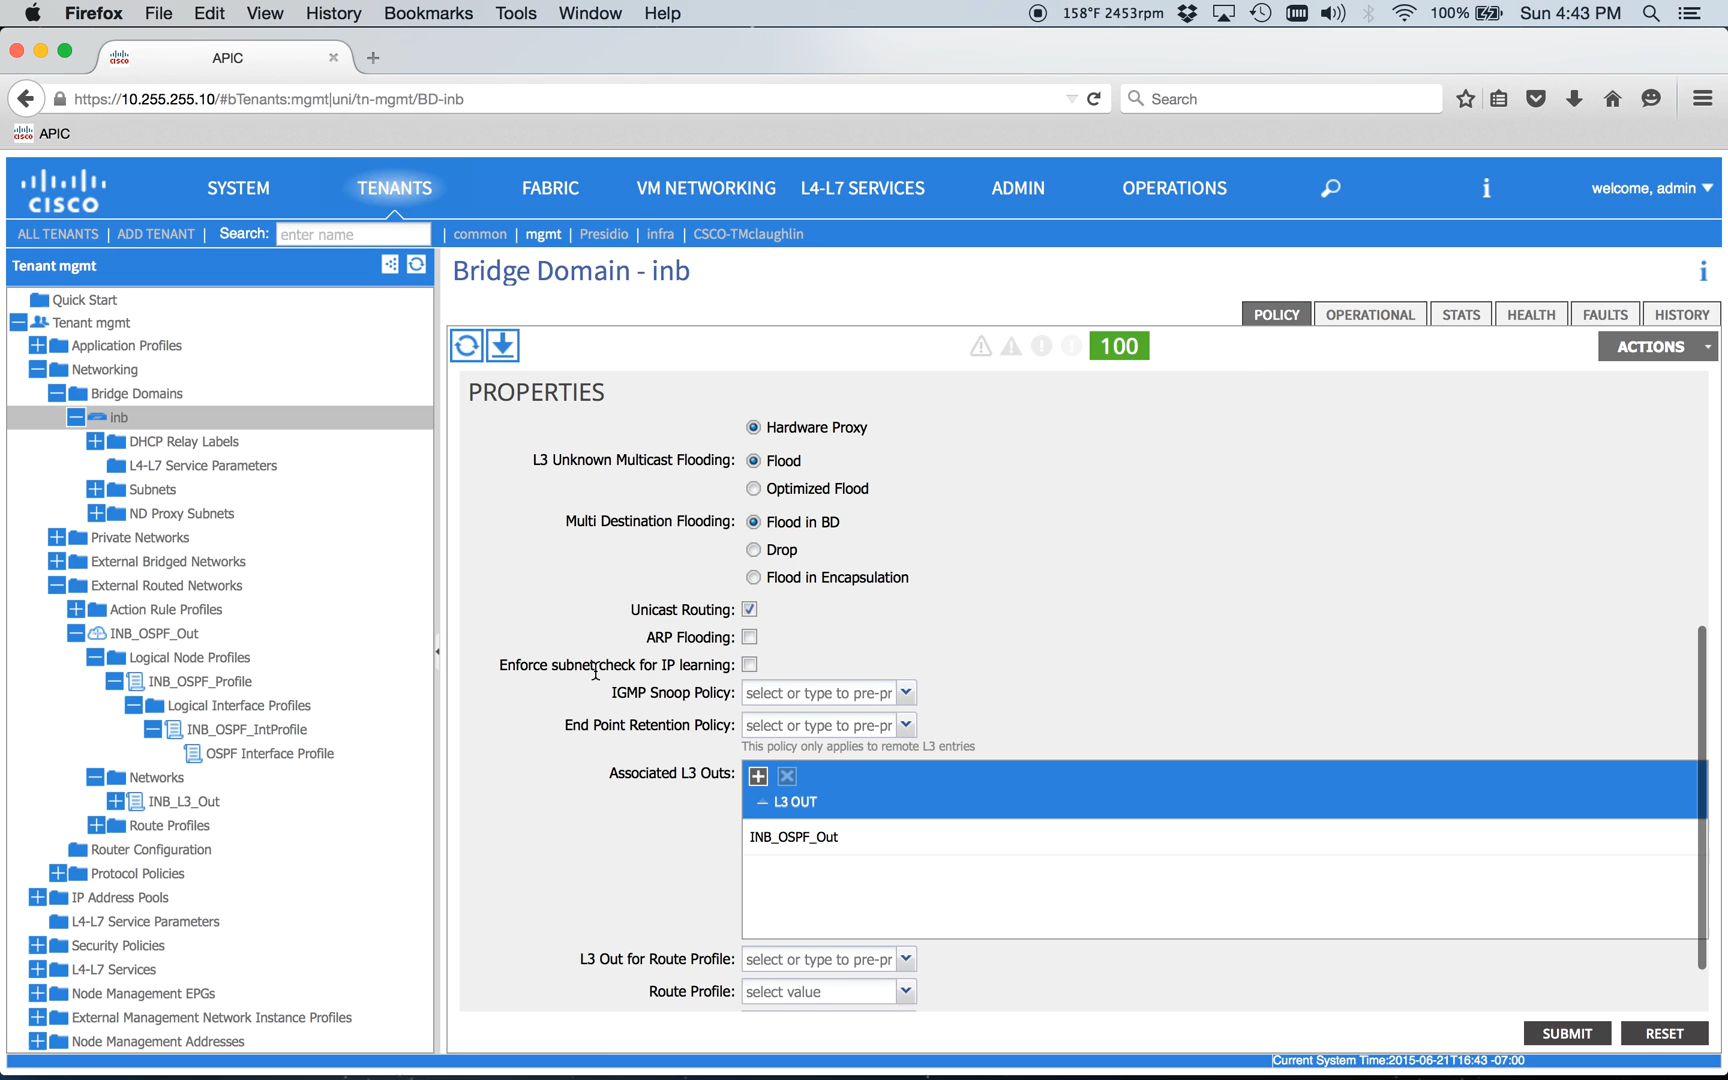 Firefox File Edit View History Bookmarks Tools Window Help 158°F 2453rpm 100% Sun 4:43 PM
cisco APIC
https://10.255.255.10/#bTenants:mgmt|uni/tn-mgmt/BD-inb Search
cisco APIC
CISCO SYSTEM TENANTS FABRIC VM NETWORKING L4-L7 SERVICES ADMIN OPERATIONS i welcome, admin
ALL TENANTS | ADD TENANT | Search: enter name | common | mgmt | Presidio | infra | CSCO-TMclaughlin
Tenant mgmt
Quick Start
Tenant mgmt
Application Profiles
Networking
Bridge Domains
inb
DHCP Relay Labels
L4-L7 Service Parameters
Subnets
ND Proxy Subnets
Private Networks
External Bridged Networks
External Routed Networks
Action Rule Profiles
INB_OSPF_Out
Logical Node Profiles
INB_OSPF_Profile
Logical Interface Profiles
INB_OSPF_IntProfile
OSPF Interface Profile
Networks
INB_L3_Out
Route Profiles
Router Configuration
Protocol Policies
IP Address Pools
L4-L7 Service Parameters
Security Policies
L4-L7 Services
Node Management EPGs
External Management Network Instance Profiles
Node Management Addresses
Bridge Domain - inb i
POLICY OPERATIONAL STATS HEALTH FAULTS HISTORY
100 ACTIONS
PROPERTIES
Hardware Proxy
L3 Unknown Multicast Flooding: Flood
Optimized Flood
Multi Destination Flooding: Flood in BD
Drop
Flood in Encapsulation
Unicast Routing:
ARP Flooding:
Enforce subnet check for IP learning:
IGMP Snoop Policy: select or type to pre-pr
End Point Retention Policy: select or type to pre-pr
This policy only applies to remote L3 entries
Associated L3 Outs:
L3 OUT
INB_OSPF_Out
L3 Out for Route Profile: select or type to pre-pr
Route Profile: select value
SUBMIT RESET
Current System Time:2015-06-21T16:43 -07:00